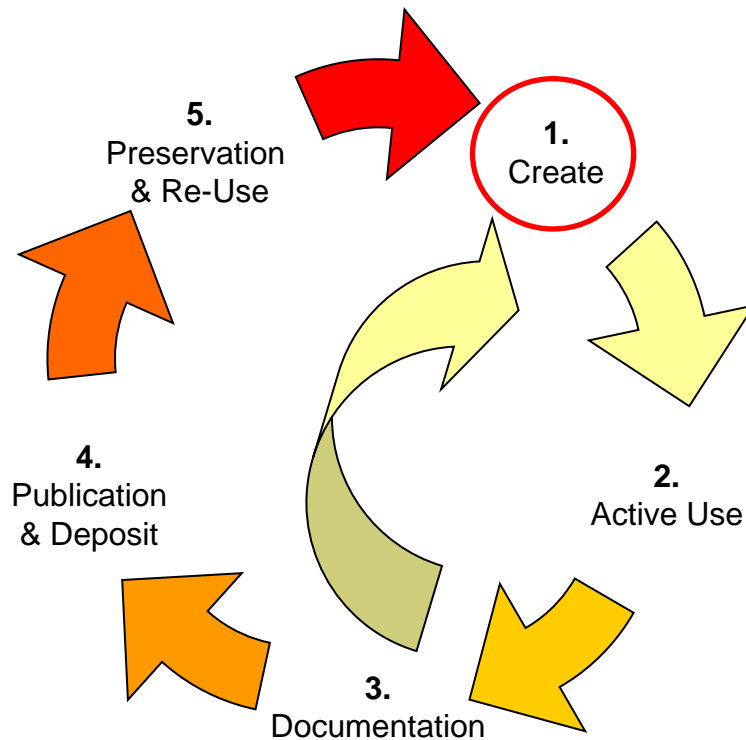 1.
Create
2.
Active Use
3.
Documentation
4.
Publication
& Deposit
5.
Preservation
& Re-Use